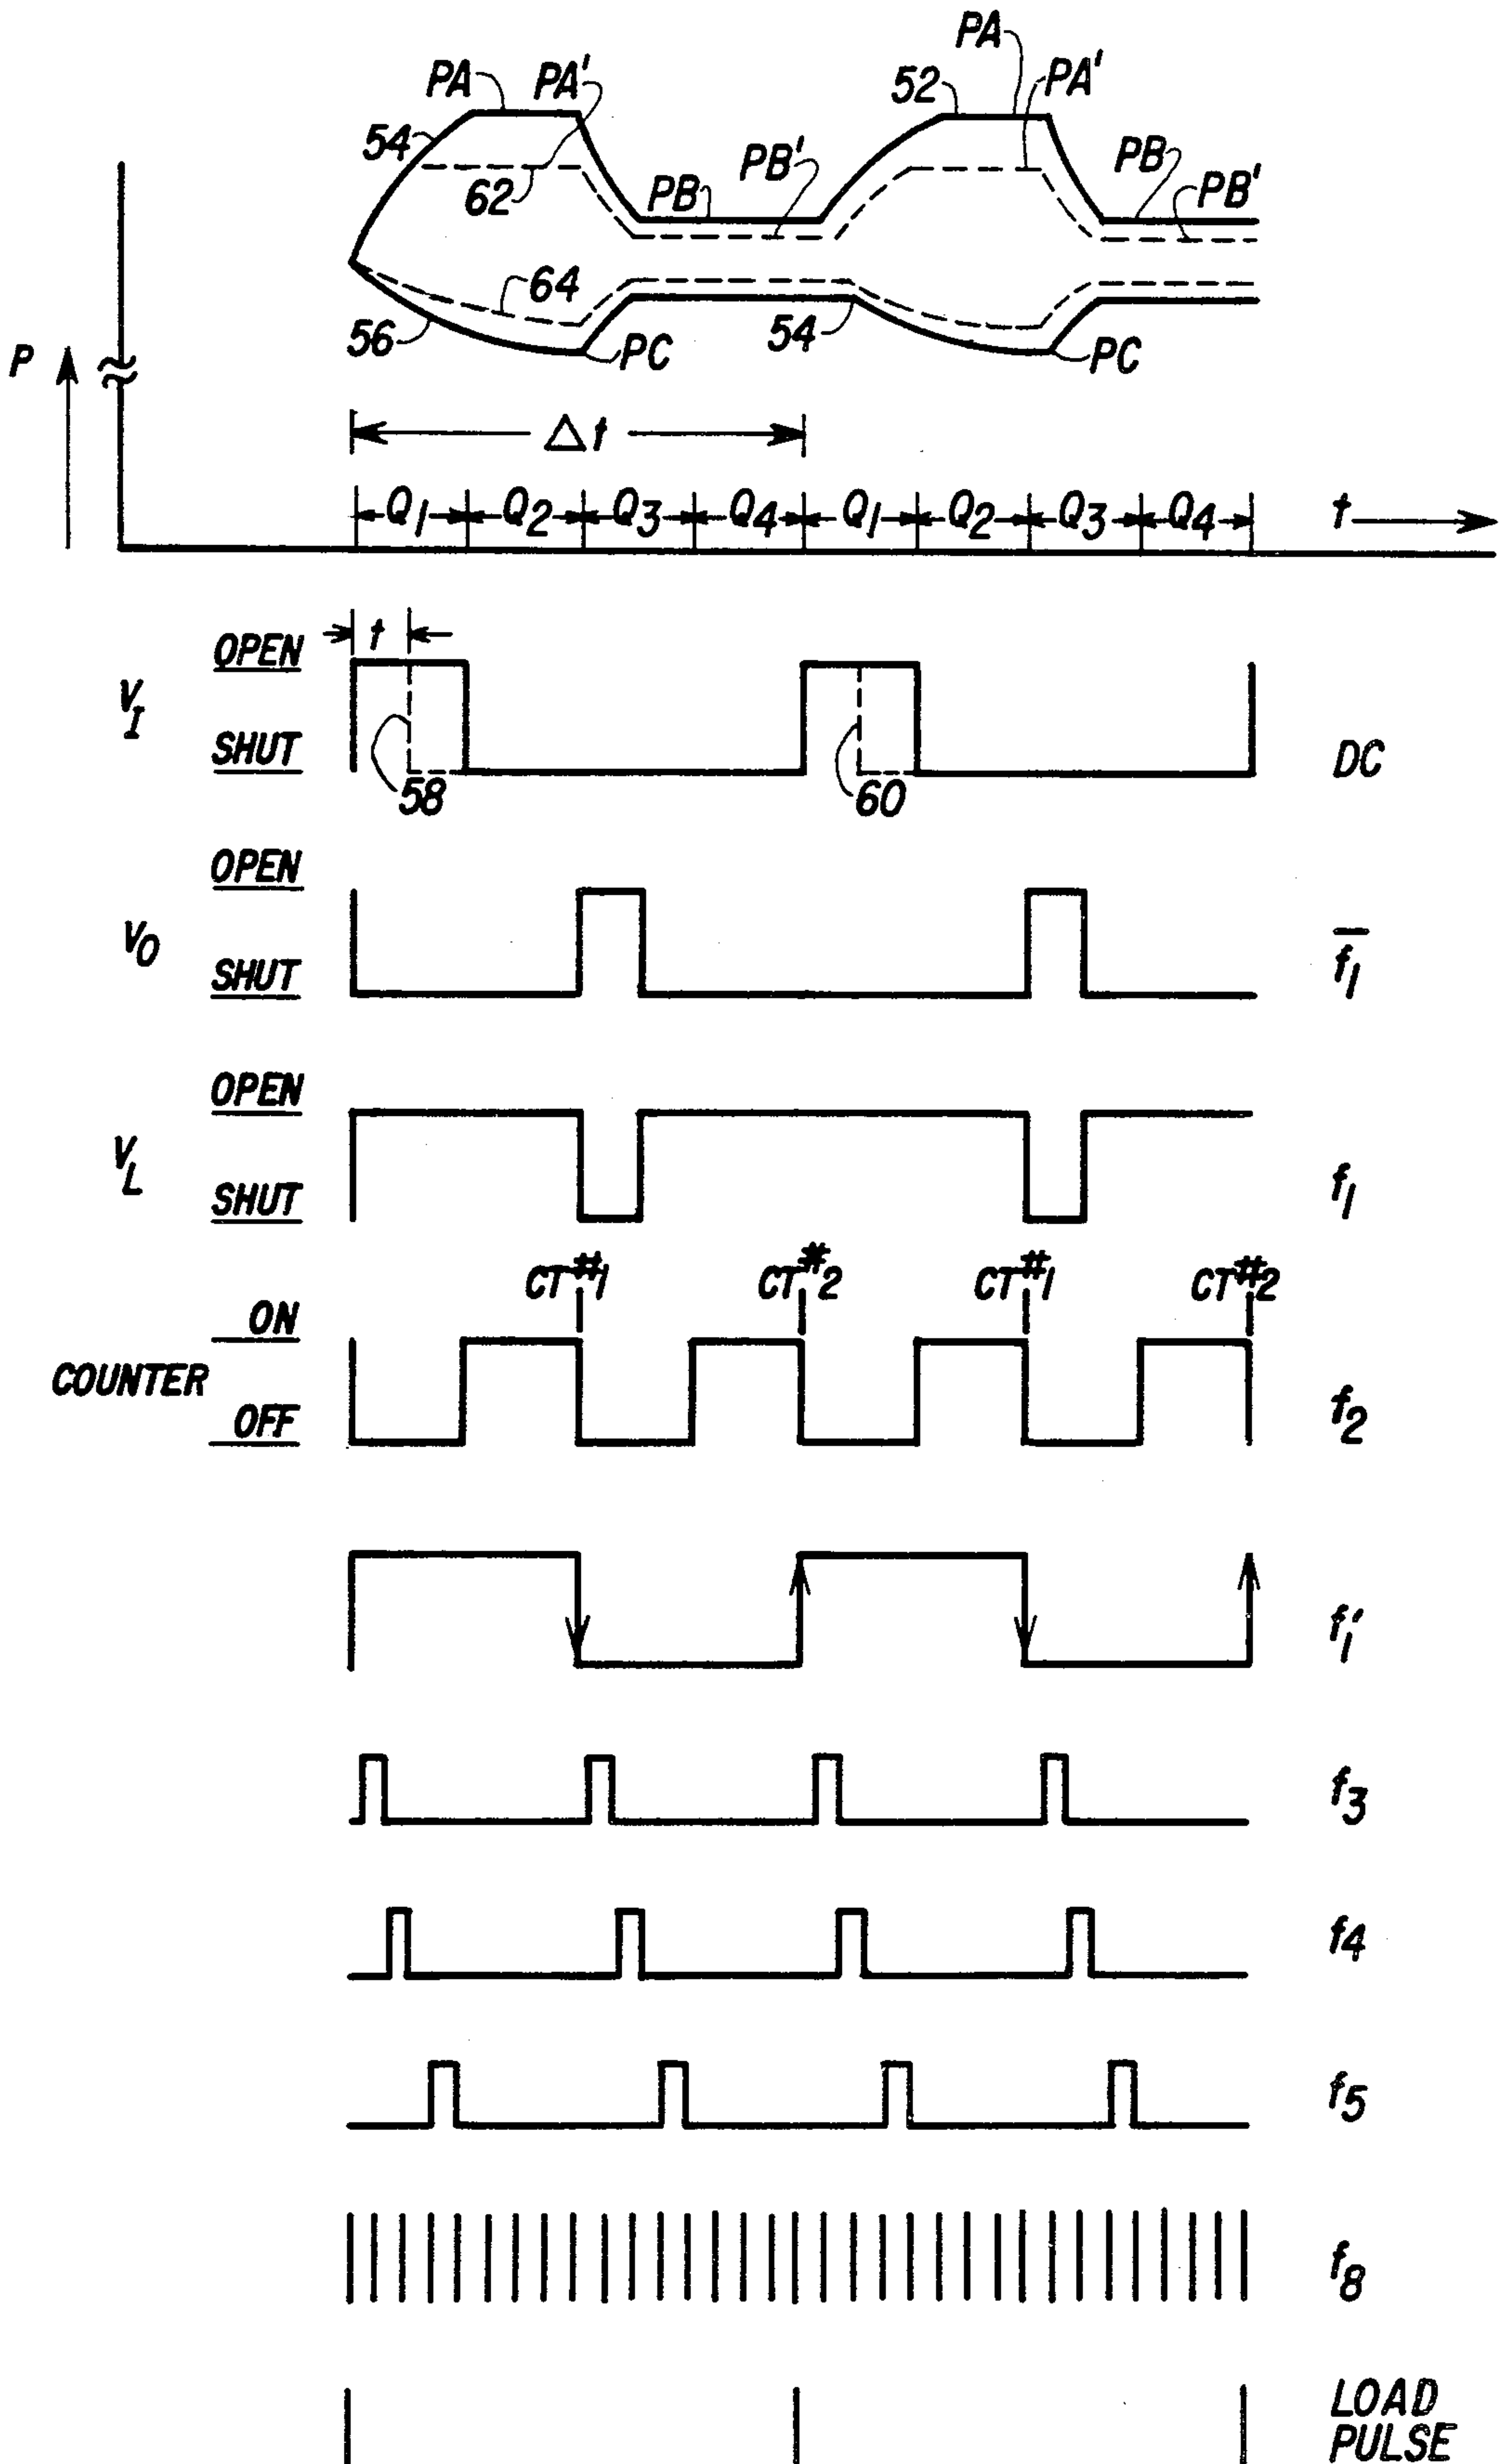 PA
PA PA' 52 PA'
54
62 PB PB' PB PB'
64
56 PC 54 PC
P
Δt
Q1 Q2 Q3 Q4 Q1 Q2 Q3 Q4 t
t
OPEN
VI
SHUT DC
58 60
OPEN
VO
SHUT f1
OPEN
VL
SHUT f1
CT#1 CT#2 CT#1 CT#2
ON
COUNTER
OFF f2
f1'
f3
f4
f5
f8
LOAD
PULSE